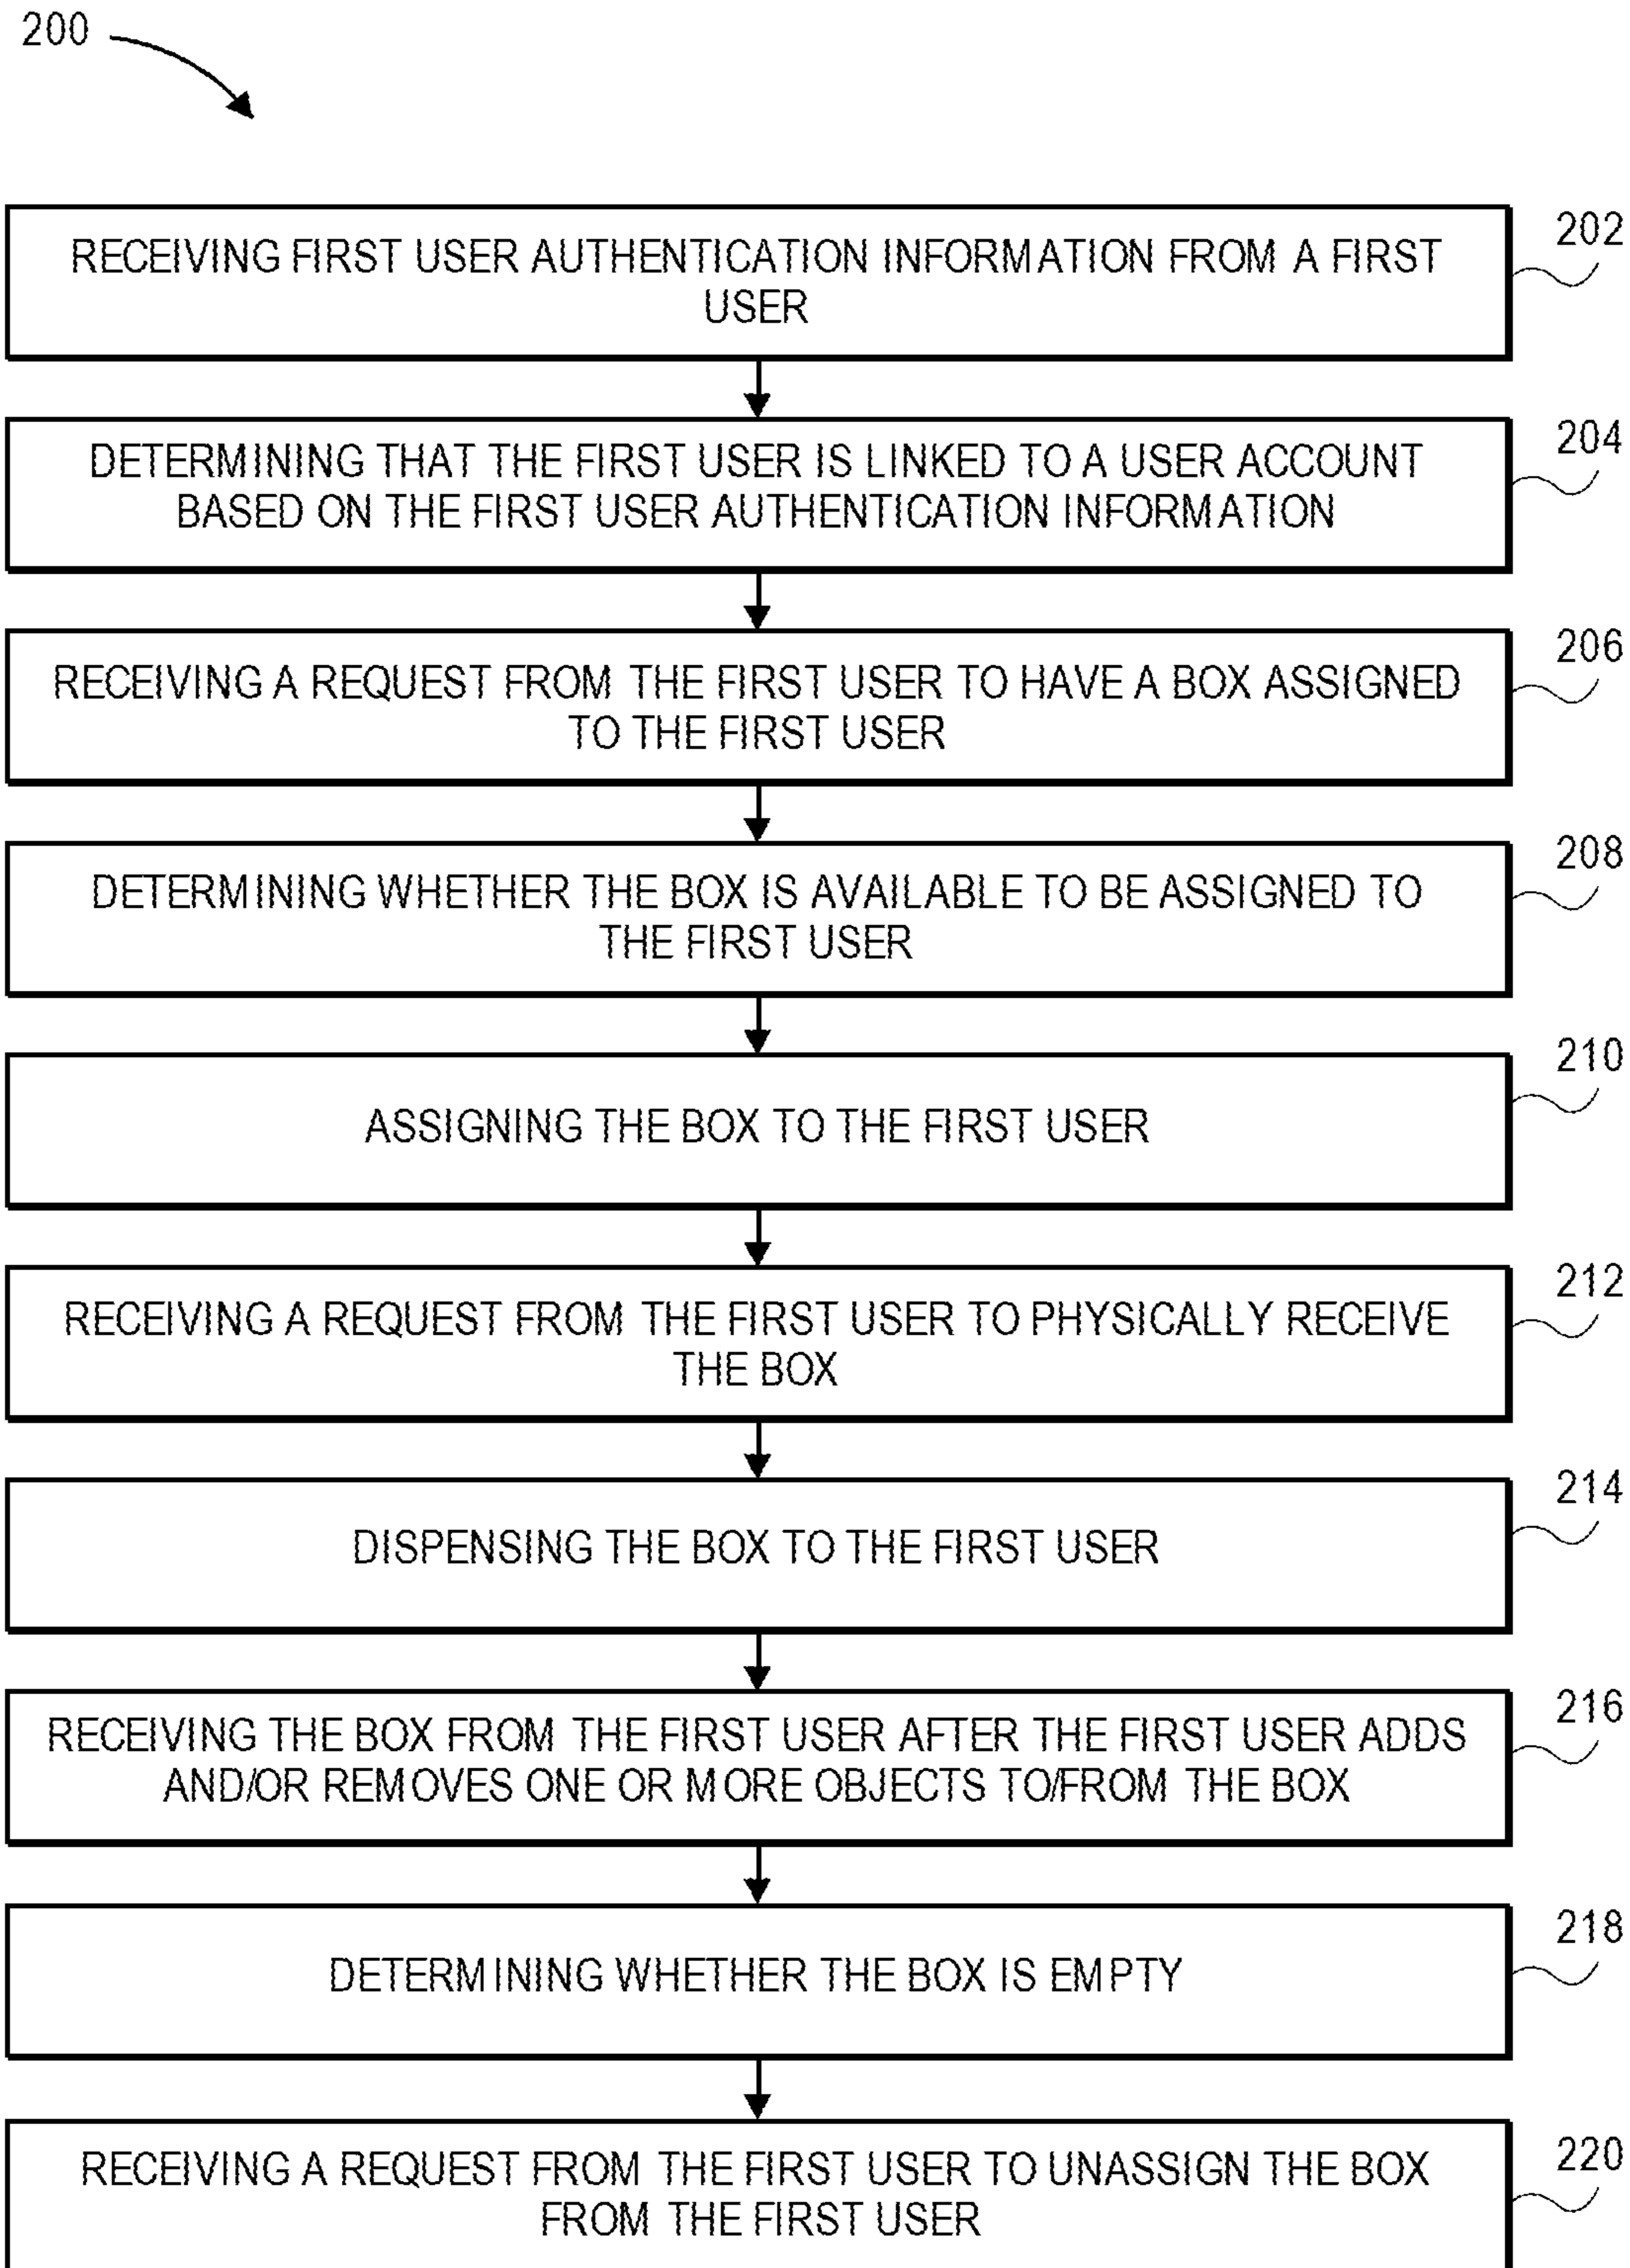 200
RECEIVING FIRST USER AUTHENTICATION INFORMATION FROM A FIRST
USER
202
DETERMINING THAT THE FIRST USER IS LINKED TO A USER ACCOUNT
BASED ON THE FIRST USER AUTHENTICATION INFORMATION
204
RECEIVING A REQUEST FROM THE FIRST USER TO HAVE A BOX ASSIGNED
TO THE FIRST USER
206
DETERMINING WHETHER THE BOX IS AVAILABLE TO BE ASSIGNED TO
THE FIRST USER
208
ASSIGNING THE BOX TO THE FIRST USER
210
RECEIVING A REQUEST FROM THE FIRST USER TO PHYSICALLY RECEIVE
THE BOX
212
DISPENSING THE BOX TO THE FIRST USER
214
RECEIVING THE BOX FROM THE FIRST USER AFTER THE FIRST USER ADDS
AND/OR REMOVES ONE OR MORE OBJECTS TO/FROM THE BOX
216
DETERMINING WHETHER THE BOX IS EMPTY
218
RECEIVING A REQUEST FROM THE FIRST USER TO UNASSIGN THE BOX
FROM THE FIRST USER
220